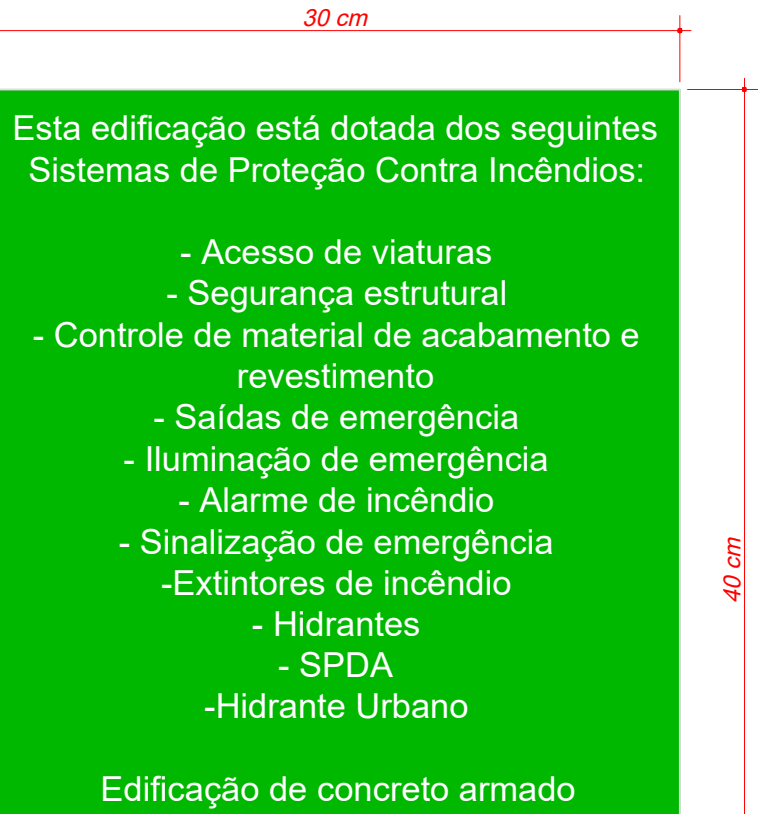 30 cm
Esta edificação está dotada dos seguintes
Sistemas de Proteção Contra Incêndios:
- Acesso de viaturas
- Segurança estrutural
- Controle de material de acabamento e
revestimento
- Saídas de emergência
- Iluminação de emergência
- Alarme de incêndio
- Sinalização de emergência
-Extintores de incêndio
- Hidrantes
- SPDA
-Hidrante Urbano
Edificação de concreto armado
40 cm